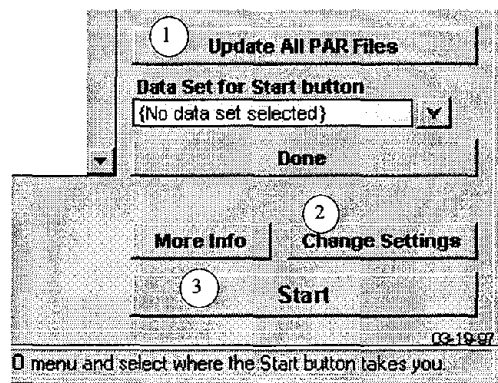 1
Update All PAR Files
Data Set for Start button
{No data set selected}
Done
2
More Info Change Settings
3 Start
03-19-97
menu and select where the Start button takes you.